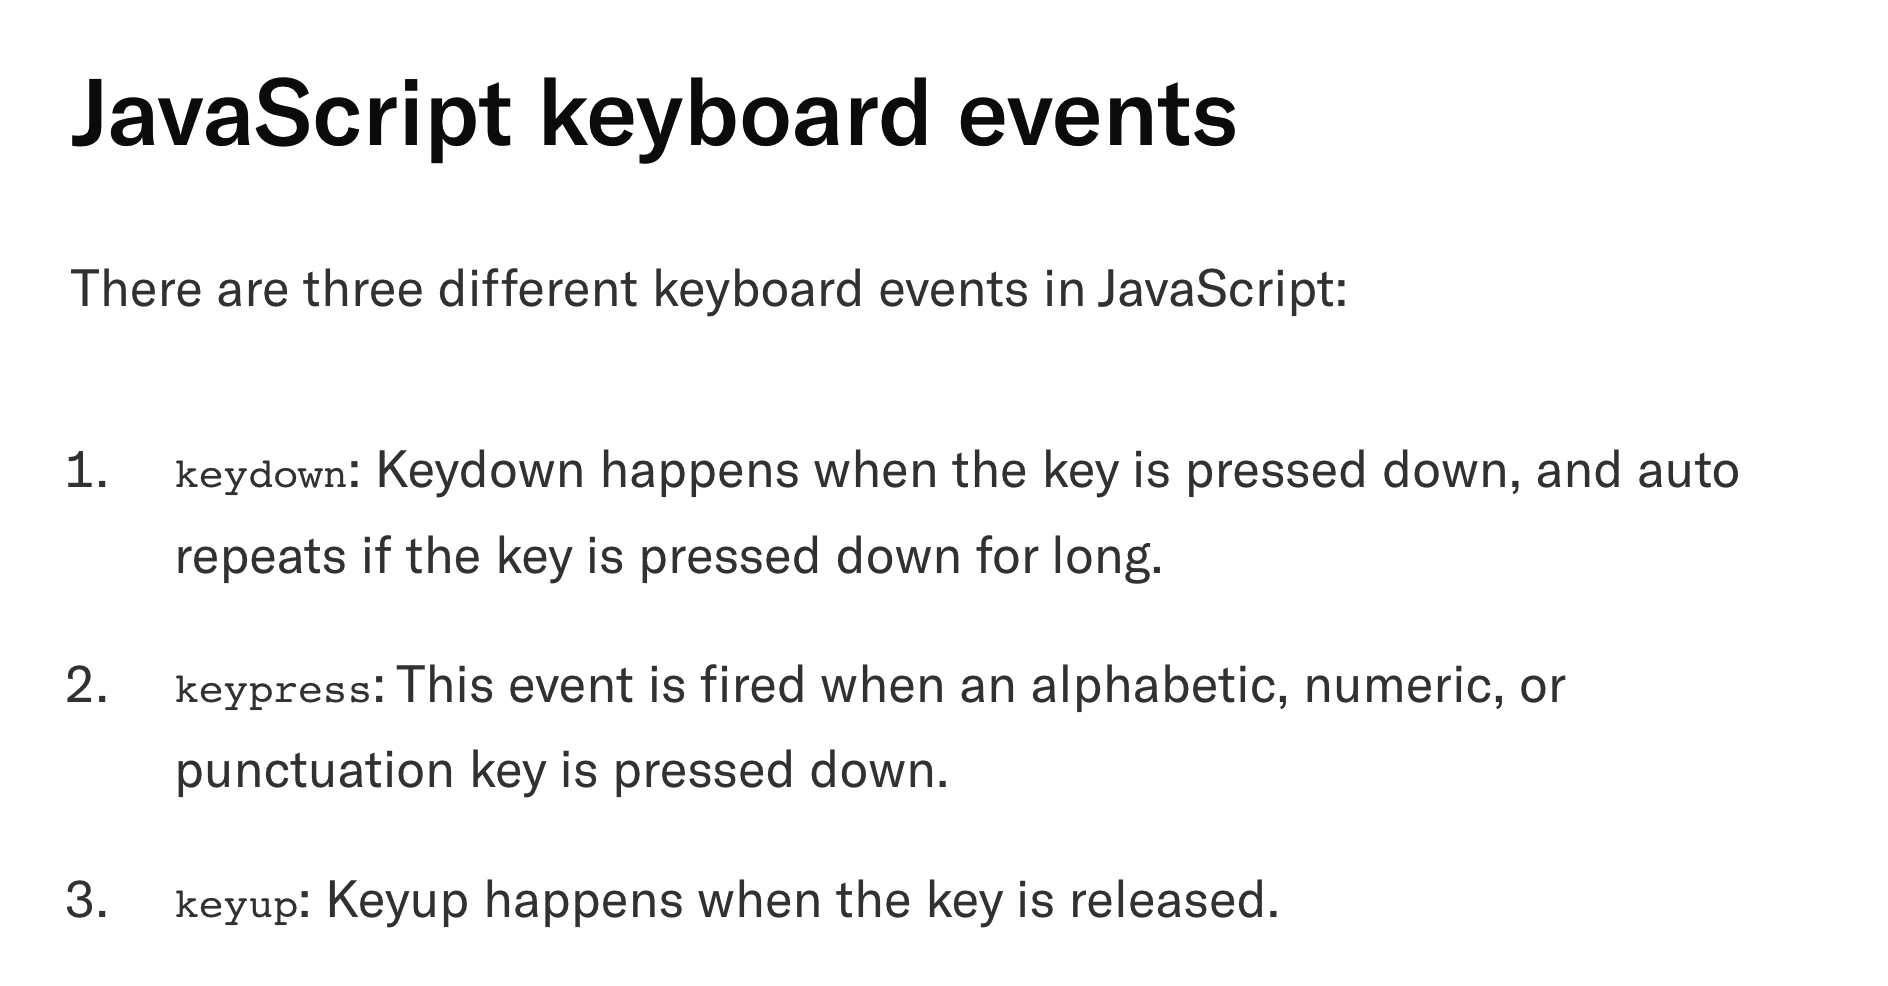 JavaScript keyboard events
There are three different keyboard events in JavaScript:
1. keydown: Keydown happens when the key is pressed down, and auto
repeats if the key is pressed down for long.
2. keypress: This event is fired when an alphabetic, numeric, or
punctuation key is pressed down.
3. keyup: Keyup happens when the key is released.